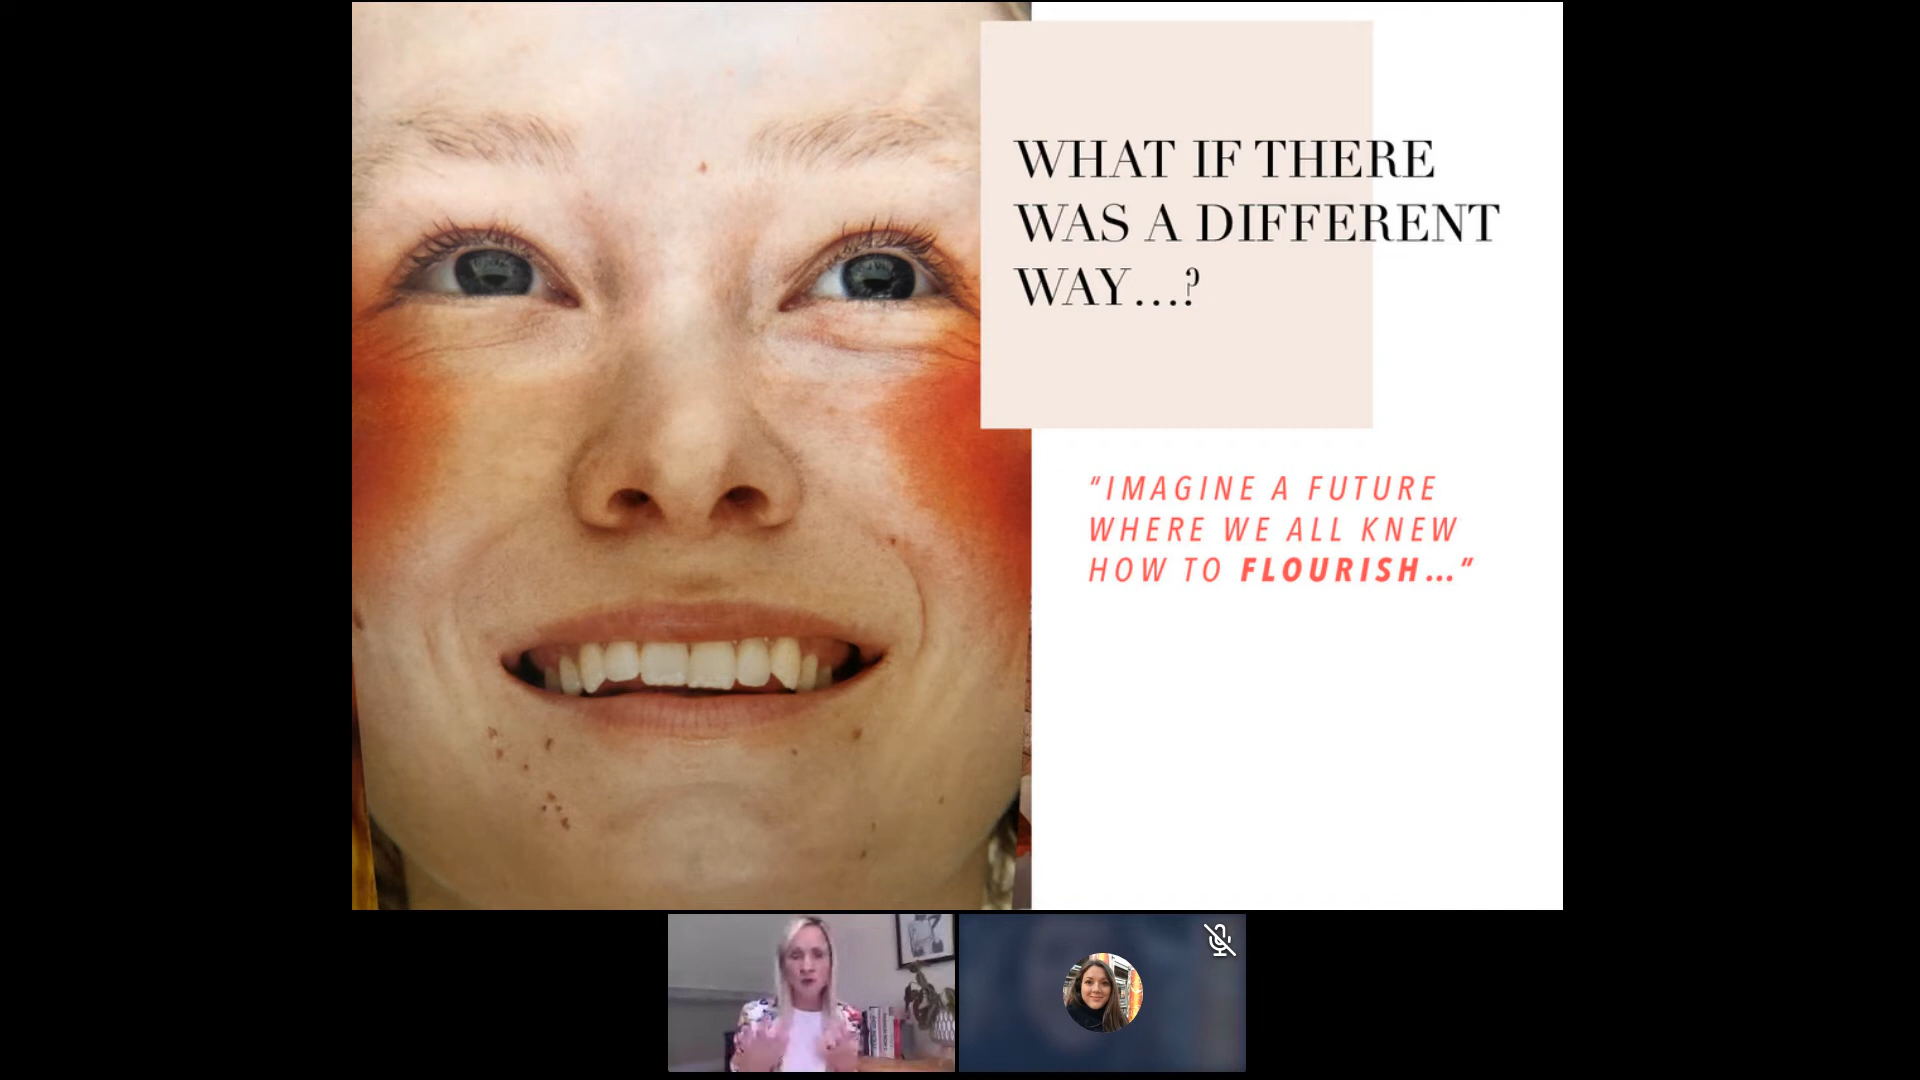 WHAT IF THERE
WAS A DIFFERENT
WAY...?
"IMAGINE A FUTURE
WHERE WE ALL KNEW
HOW TO FLOURISH..."